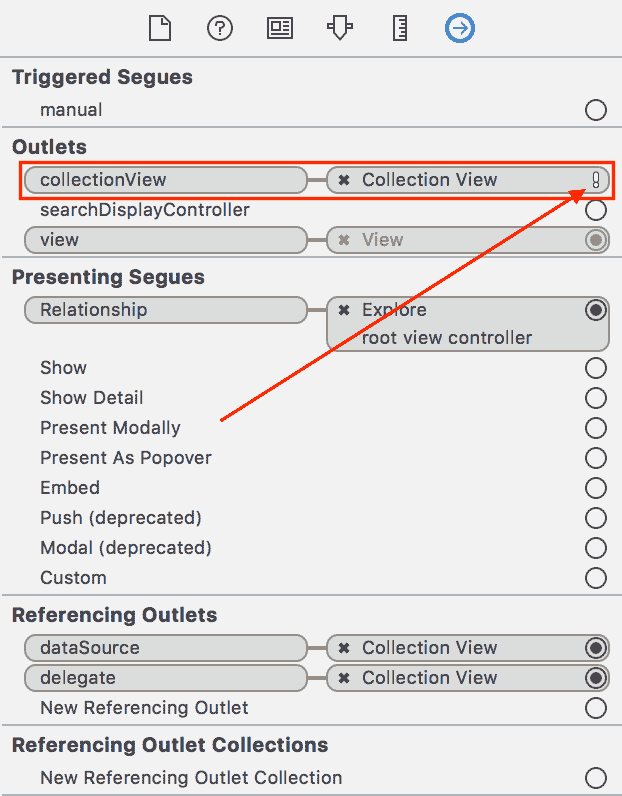 Triggered Segues
manual
Outlets
collectionView ✖ Collection View !
searchDisplayController
view ✖ View
Presenting Segues
Relationship ✖ Explore
root view controller
Show
Show Detail
Present Modally
Present As Popover
Embed
Push (deprecated)
Modal (deprecated)
Custom
Referencing Outlets
dataSource ✖ Collection View
delegate ✖ Collection View
New Referencing Outlet
Referencing Outlet Collections
New Referencing Outlet Collection